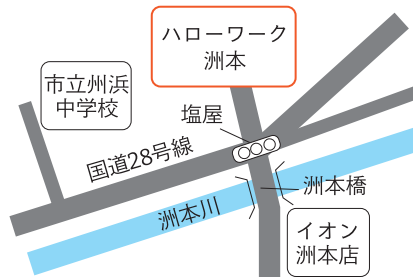 ハローワーク
洲本
市立州浜
中学校
塩屋
国道28号線
洲本橋
洲本川
イオン
洲本店